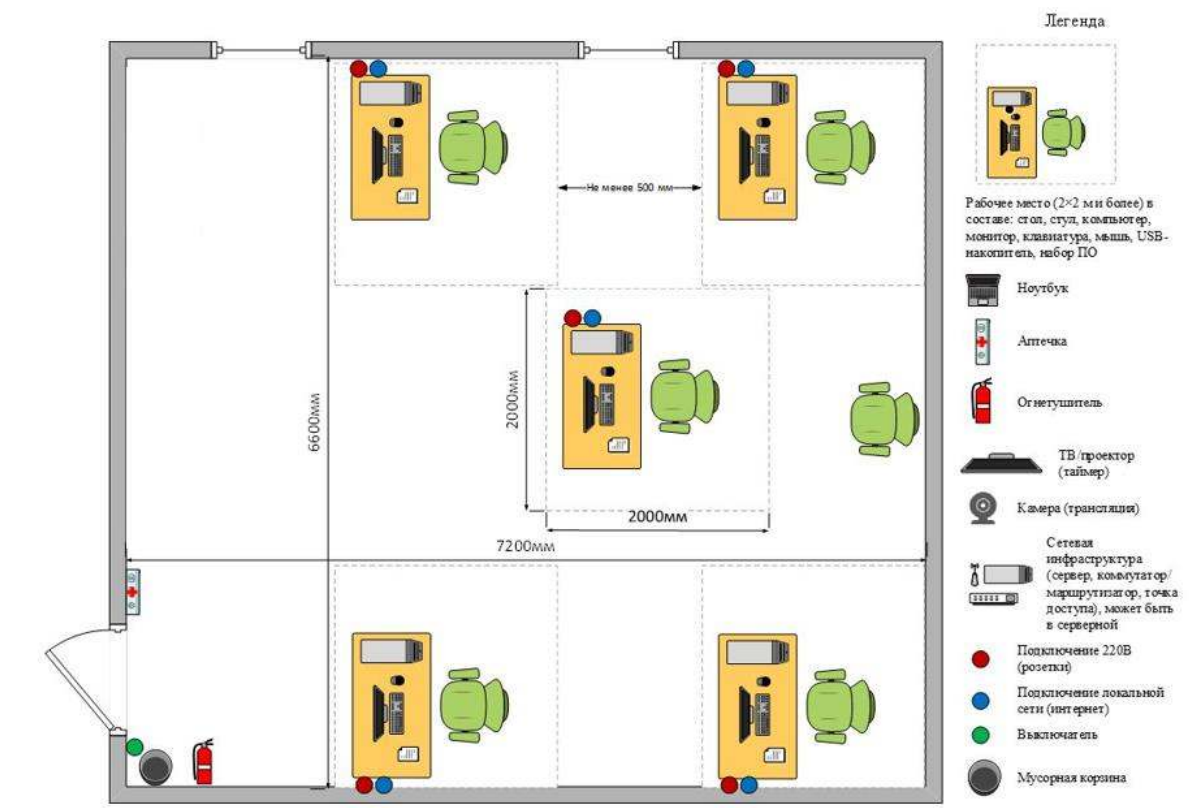 Легенда
Рабочее место (2×2 м и более) в
составе: стол, стул, компьютер,
монитор, клавиатура, мышь, USB-
накопитель, набор ПО
Ноутбук
Аптечка
Огнетушитель
ТВ/проектор
(таймер)
Камера (трансляция)
Сетевая
инфраструктура
(сервер, коммутатор/
маршрутизатор, точка
доступа), может быть
в серверной
Подключение 220В
(розетки)
Подключение локальной
сети (интернет)
Выключатель
Мусорная корзина
Не менее 500 мм
6600мм
2000мм
2000мм
7200мм